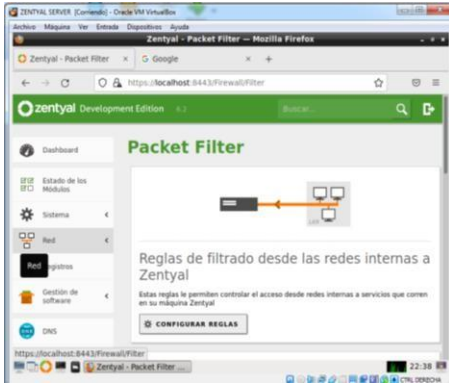 ZENTYAL SERVER [Corriendo] - Oracle VM VirtualBox
Archivo Máquina Ver Entrada Dispositivos Ayuda
Zentyal - Packet Filter — Mozilla Firefox
Zentyal - Packet Filter × G Google × +
https://localhost:8443/Firewall/Filter
zentyal Development Edition 6.2 Buscar...
Dashboard
Packet Filter
Estado de los
Módulos
Sistema
Red
Red
egistros
Reglas de filtrado desde las redes internas a
Zentyal
Estas reglas le permiten controlar el acceso desde redes internas a servicios que corren
en su máquina Zentyal
Gestión de
software
CONFIGURAR REGLAS
DNS
https://localhost:8443/Firewall/Filter
Zentyal - Packet Filter ... 22:38
CTRL DERECHA